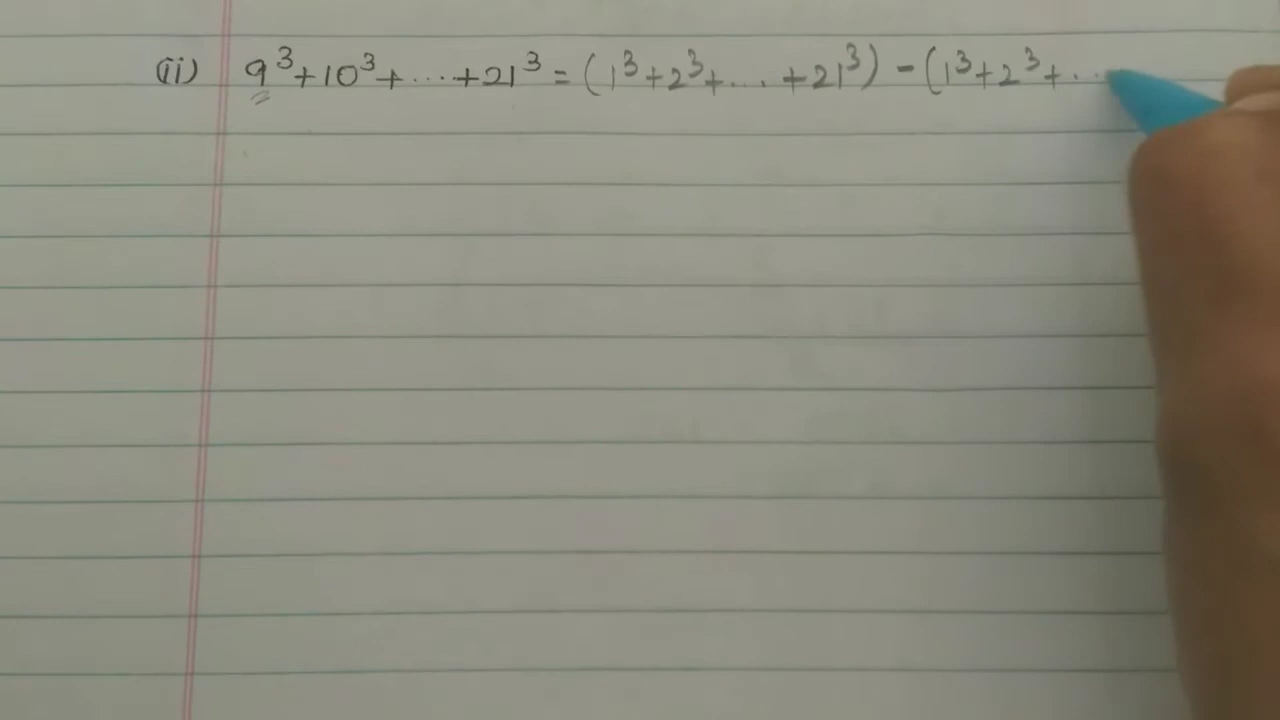 (ii) 9³+10³+....+21³ = (1³+2³+... +21³) - (1³+2³+...